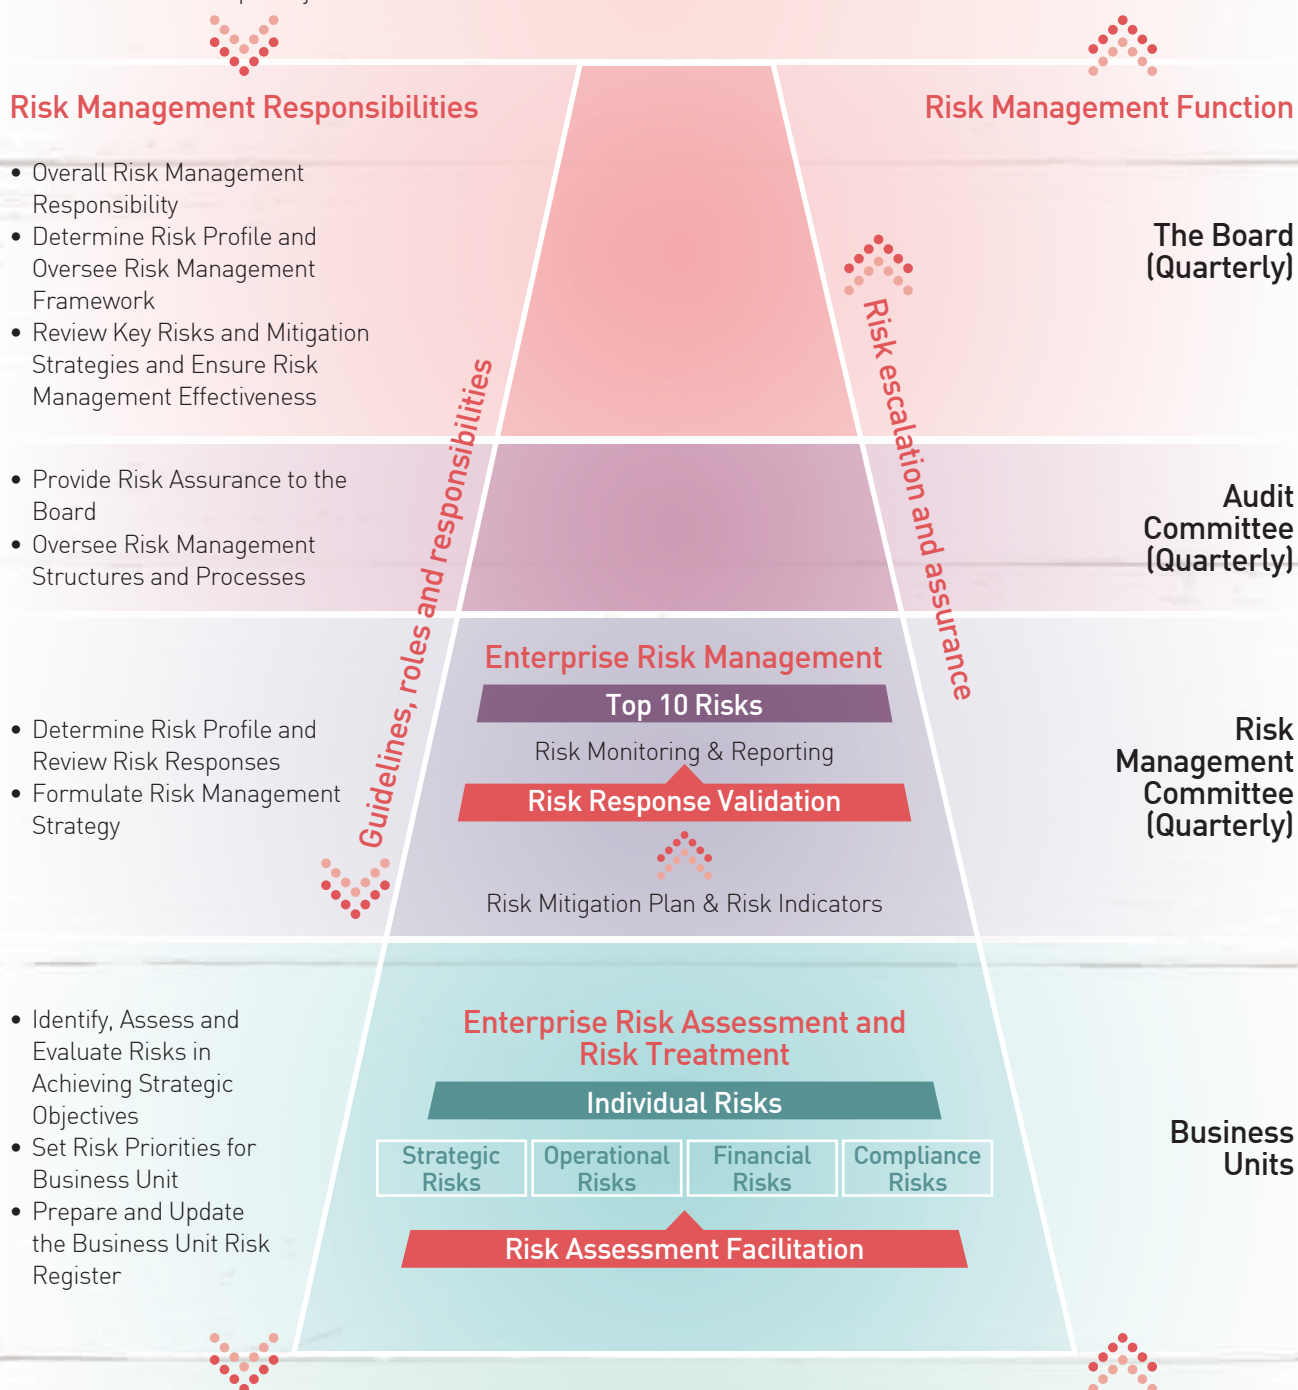 Risk Management Responsibilities
Risk Management Function
• Overall Risk Management
Responsibility
• Determine Risk Profile and
Oversee Risk Management
Framework
• Review Key Risks and Mitigation
Strategies and Ensure Risk
Management Effectiveness
The Board
(Quarterly)
Guidelines, roles and responsibilities
Risk escalation and assurance
• Provide Risk Assurance to the
Board
• Oversee Risk Management
Structures and Processes
Audit
Committee
(Quarterly)
• Determine Risk Profile and
Review Risk Responses
• Formulate Risk Management
Strategy
Enterprise Risk Management
Top 10 Risks
Risk Monitoring & Reporting
Risk Response Validation
Risk Mitigation Plan & Risk Indicators
Risk
Management
Committee
(Quarterly)
• Identify, Assess and
Evaluate Risks in
Achieving Strategic
Objectives
• Set Risk Priorities for
Business Unit
• Prepare and Update
the Business Unit Risk
Register
Enterprise Risk Assessment and
Risk Treatment
Individual Risks
Strategic
Risks
Operational
Risks
Financial
Risks
Compliance
Risks
Risk Assessment Facilitation
Business
Units